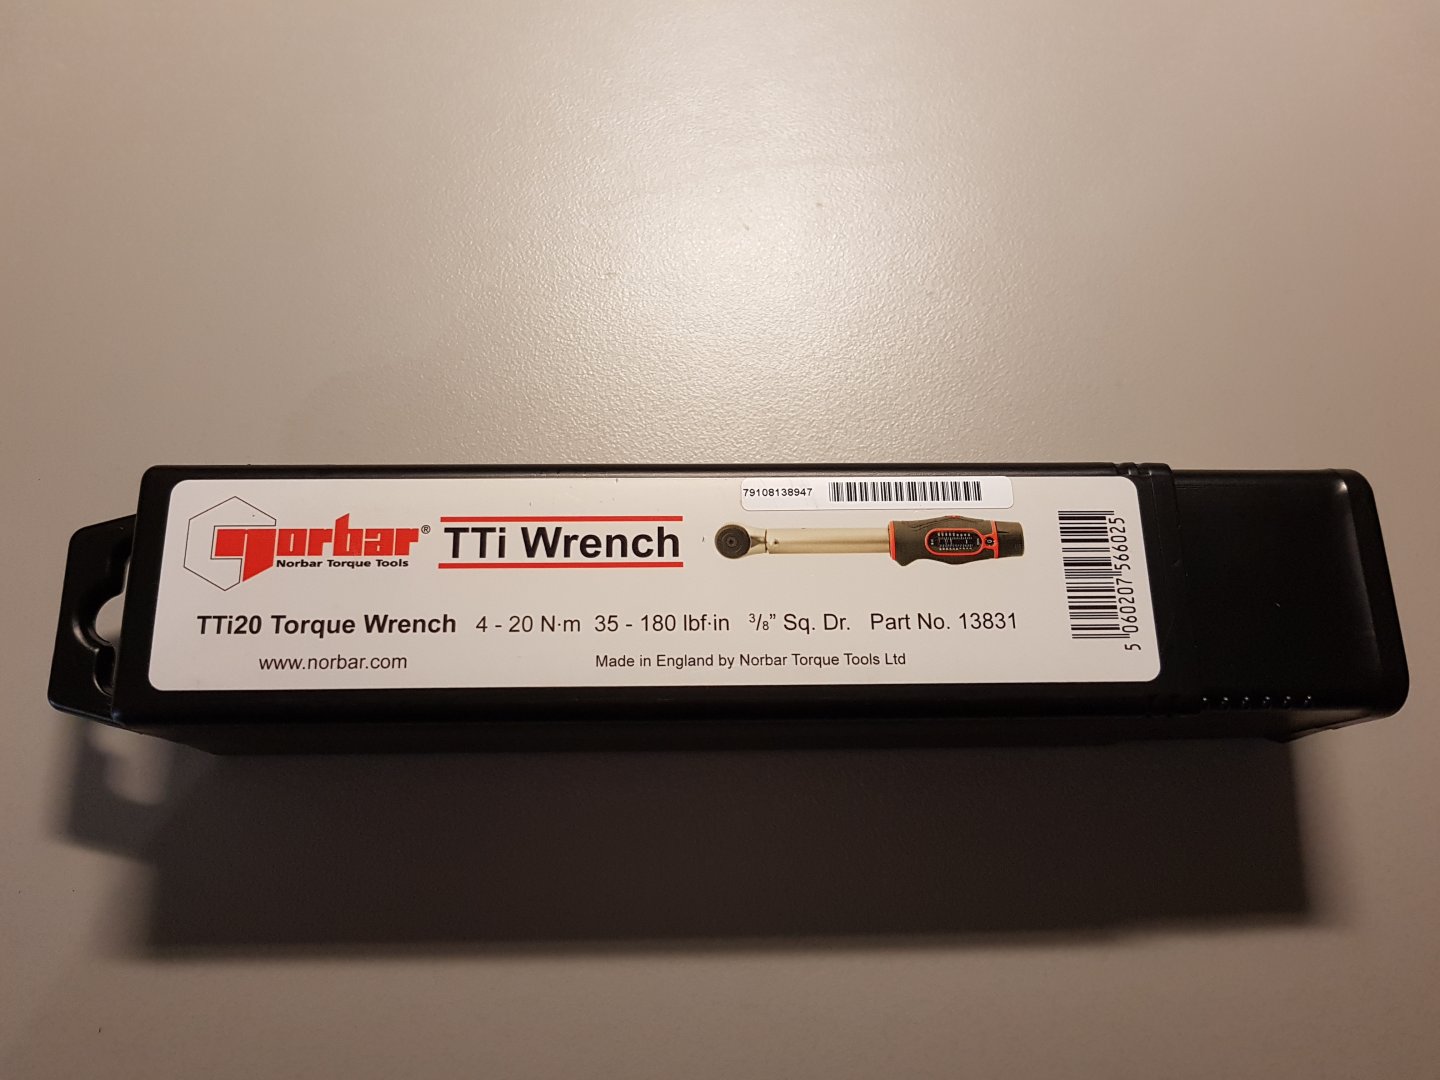 79108138947
norbar®
Norbar Torque Tools
TTi Wrench
TTi20 Torque Wrench 4 - 20 N·m 35 - 180 lbf·in 3/8” Sq. Dr. Part No. 13831
www.norbar.com Made in England by Norbar Torque Tools Ltd
5 060207 566025